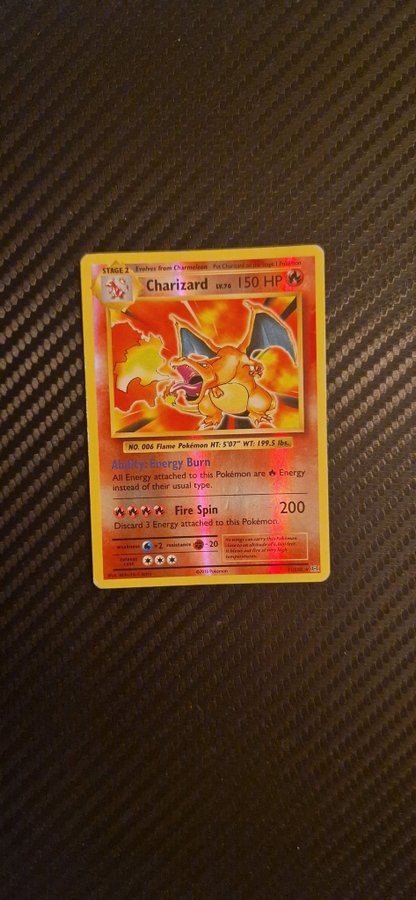 STAGE 2 Evolves from Charmeleon Put Charizard on the Stage 1 Pokémon
Charizard LV.76 150 HP
NO. 006 Flame Pokémon HT: 5'07" WT: 199.5 lbs.
Ability: Energy Burn
All Energy attached to this Pokémon are Energy
instead of their usual type.
Fire Spin 200
Discard 3 Energy attached to this Pokémon.
weakness ×2 resistance -20
retreat
cost
©2016 Pokémon